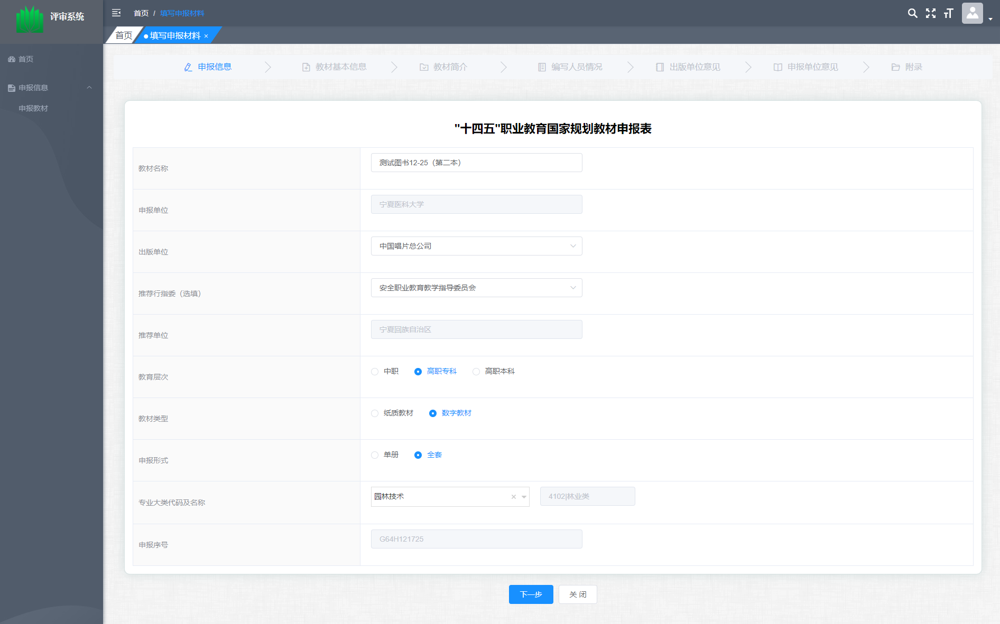 评审系统
首页 / 填写申报材料
首页
填写申报材料 ×
首页
申报信息
申报教材
申报信息
教材基本信息
教材简介
编写人员情况
出版单位意见
申报单位意见
附录
"十四五"职业教育国家规划教材申报表
教材名称
测试图书12-25（第二本）
申报单位
宁夏医科大学
出版单位
中国唱片总公司
推荐行指委（选填）
安全职业教育教学指导委员会
推荐单位
宁夏回族自治区
教育层次
中职 高职专科 高职本科
教材类型
纸质教材 数字教材
申报形式
单册 全套
专业大类代码及名称
园林技术 × 4102|林业类
申报序号
G64H121725
下一步 关 闭